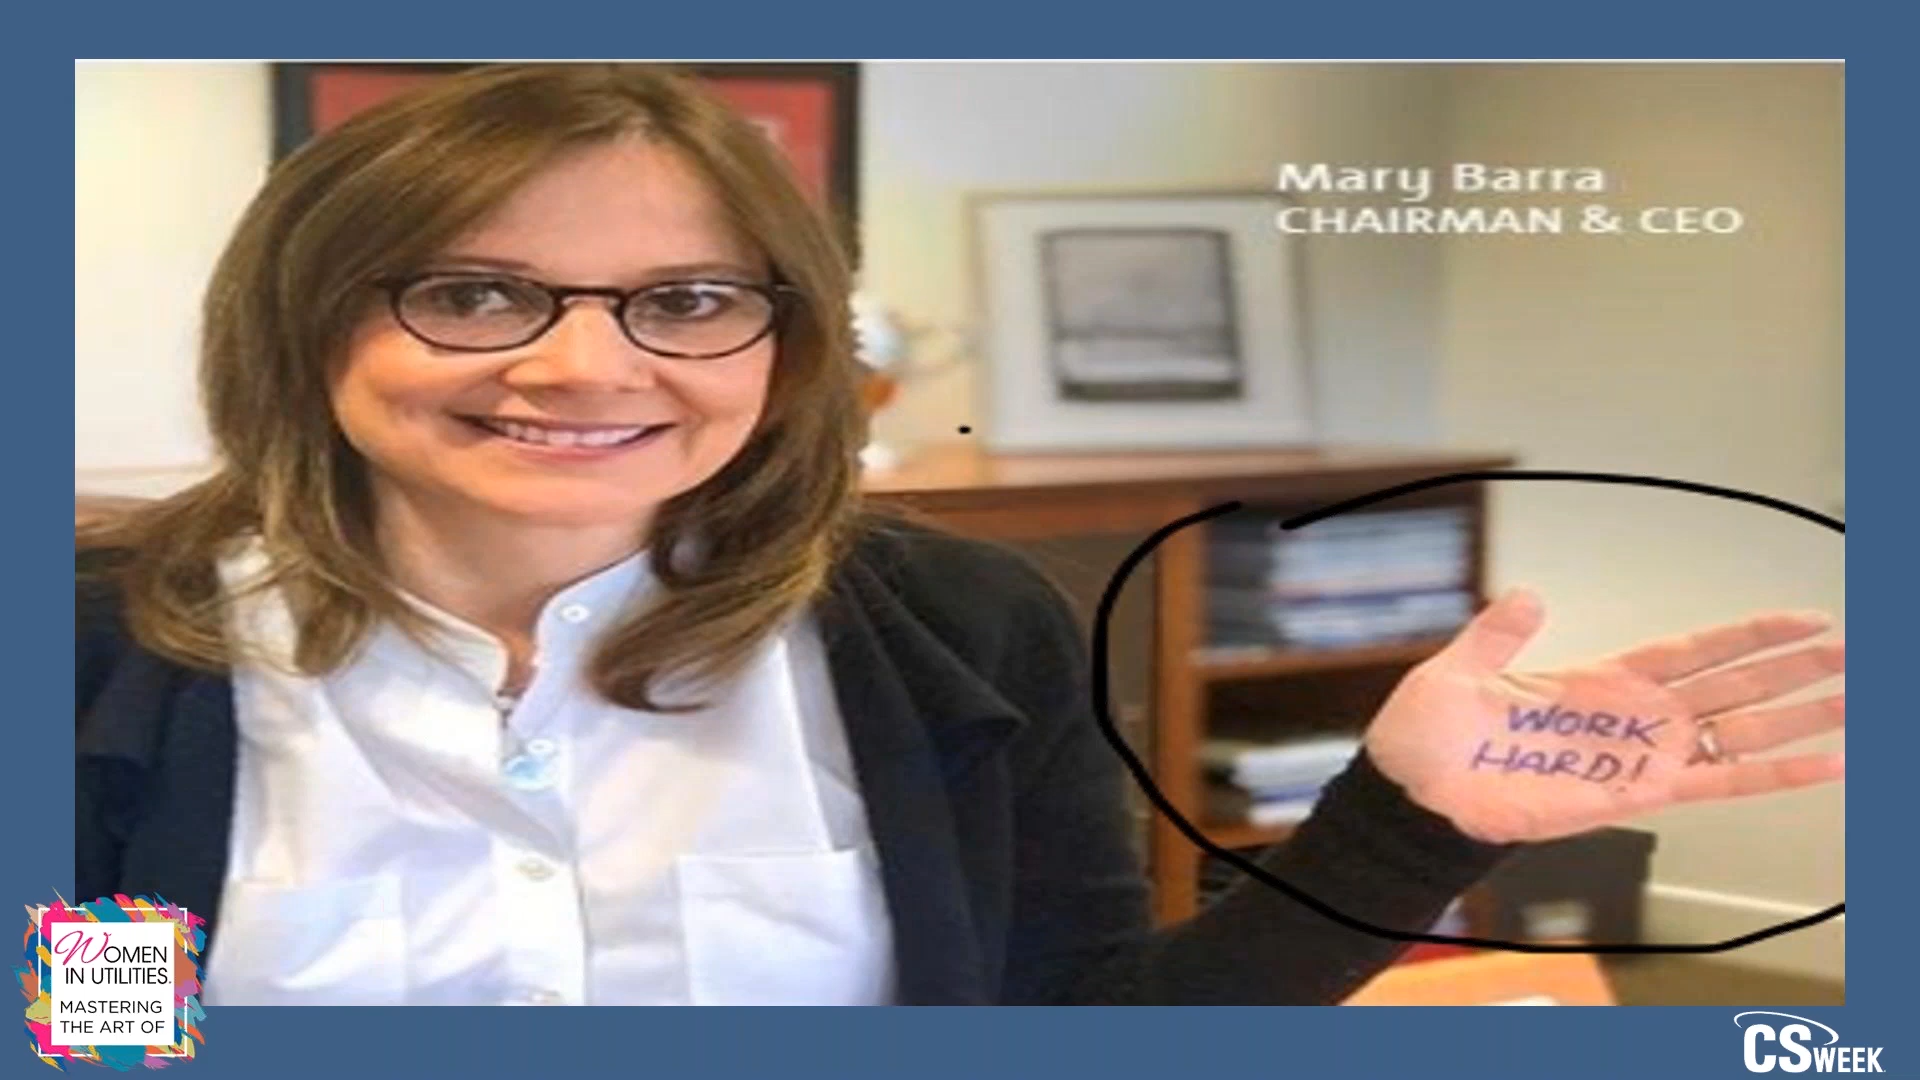 Mary Barra
CHAIRMAN & CEO
WORK
HARD!
WOMEN
IN UTILITIES.
MASTERING
THE ART OF
CS WEEK